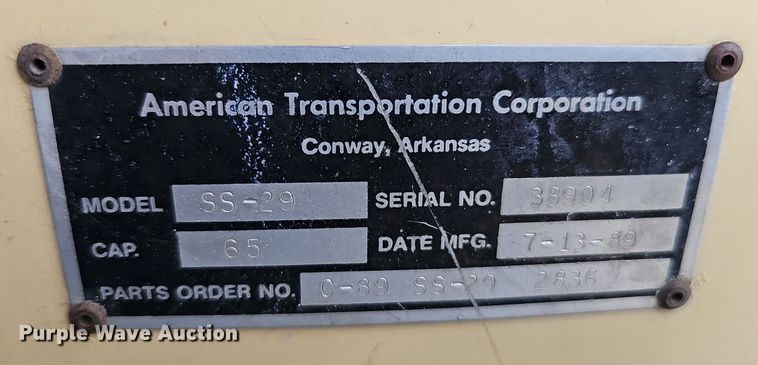 American Transportation Corporation
Conway, Arkansas
MODEL SS-29 SERIAL NO. 38904
CAP. 65 DATE MFG. 7-13-89
PARTS ORDER NO. C-89 SS-29 2836
Purple Wave Auction